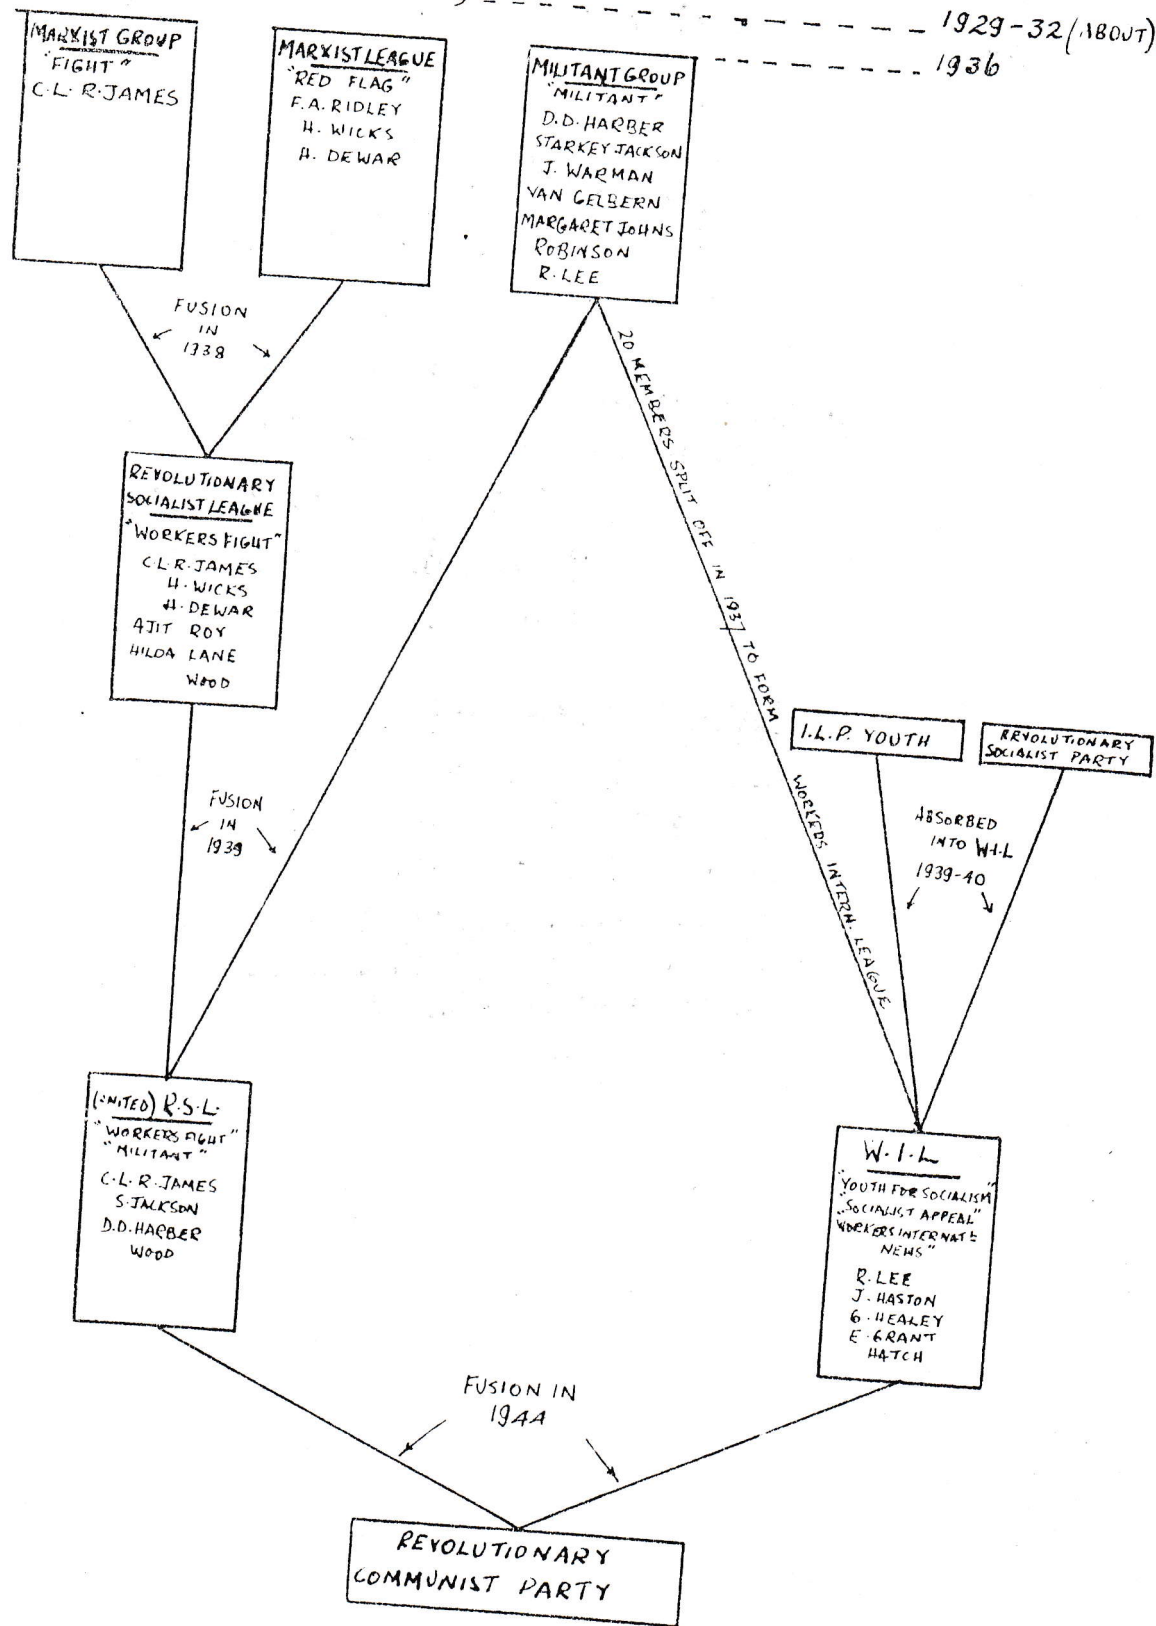 1929-32 (ABOUT)
1936
MARXIST GROUP
"FIGHT"
C.L.R. JAMES
MARXIST LEAGUE
"RED FLAG"
F.A. RIDLEY
H. WICKS
H. DEWAR
MILITANT GROUP
"MILITANT"
D.D. HARBER
STARKEY JACKSON
J. WARMAN
VAN GELBERN
MARGARET JOHNS
ROBINSON
R. LEE
FUSION
IN
1938
20 MEMBERS SPLIT OFF IN 1937 TO FORM WORKERS INTERN. LEAGUE
REVOLUTIONARY
SOCIALIST LEAGUE
"WORKERS FIGHT"
C.L.R. JAMES
H. WICKS
H. DEWAR
AJIT ROY
HILDA LANE
WOOD
I.L.P. YOUTH
REVOLUTIONARY
SOCIALIST PARTY
FUSION
IN
1939
ABSORBED
INTO W.I.L
1939-40
(UNITED) R.S.L.
"WORKERS FIGHT"
"MILITANT"
C.L.R. JAMES
S. JACKSON
D.D. HARBER
WOOD
W.I.L
"YOUTH FOR SOCIALISM"
"SOCIALIST APPEAL"
"WORKERS INTERNAT L
NEWS"
R. LEE
J. HASTON
G. HEALEY
E. GRANT
HATCH
FUSION IN
1944
REVOLUTIONARY
COMMUNIST PARTY